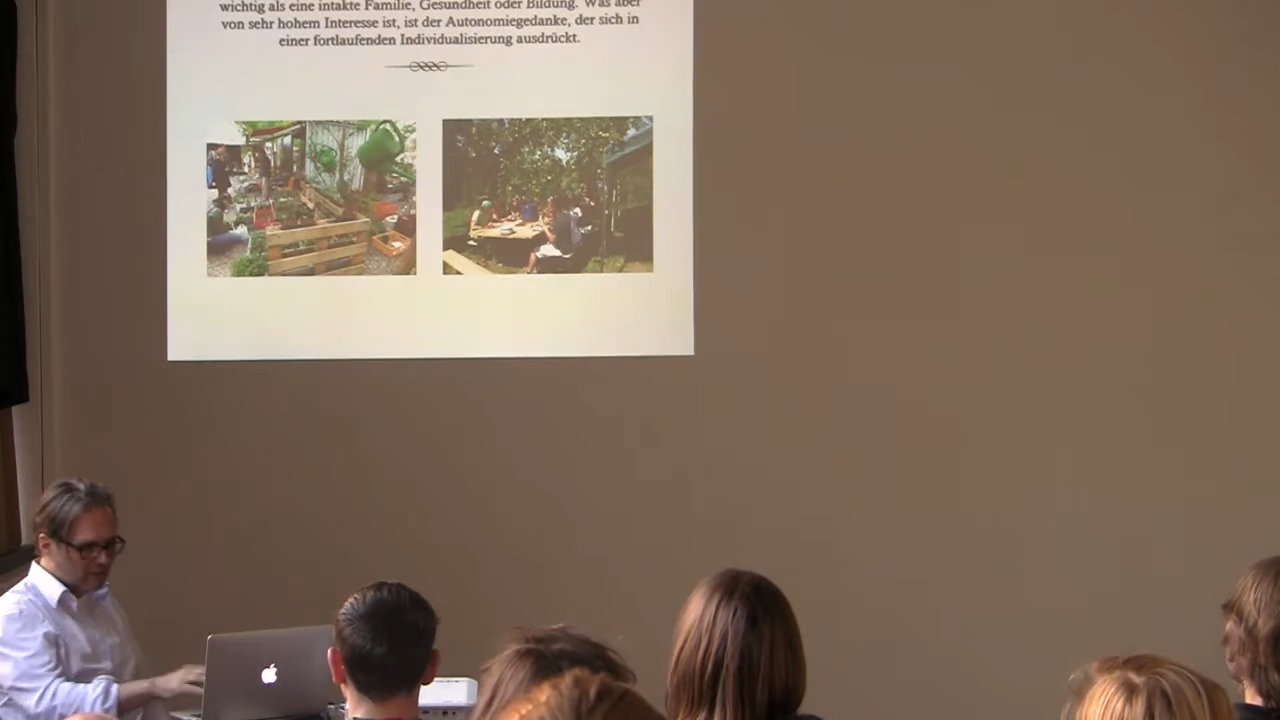 wichtig als eine intakte Familie, Gesundheit oder Bildung. Was aber
von sehr hohem Interesse ist, ist der Autonomiegedanke, der sich in
einer fortlaufenden Individualisierung ausdrückt.